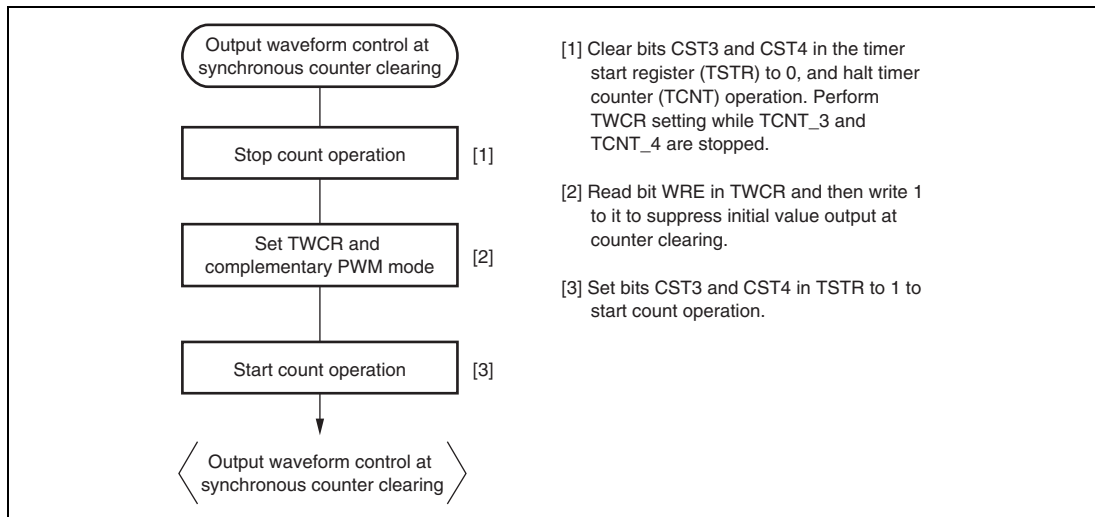 Output waveform control at
synchronous counter clearing
Stop count operation
[1]
Set TWCR and
complementary PWM mode
[2]
Start count operation
[3]
Output waveform control at
synchronous counter clearing
[1] Clear bits CST3 and CST4 in the timer
start register (TSTR) to 0, and halt timer
counter (TCNT) operation. Perform
TWCR setting while TCNT_3 and
TCNT_4 are stopped.
[2] Read bit WRE in TWCR and then write 1
to it to suppress initial value output at
counter clearing.
[3] Set bits CST3 and CST4 in TSTR to 1 to
start count operation.